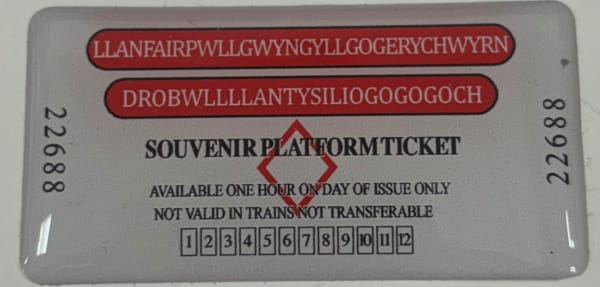 LLANFAIRPWLLGWYNGYLLGOGERYCHWYRN
DROBWLLLLANTYSILIOGOGOGOCH
22688
SOUVENIR PLATFORM TICKET
22688
AVAILABLE ONE HOUR ON DAY OF ISSUE ONLY
NOT VALID IN TRAINS NOT TRANSFERABLE
1 2 3 4 5 6 7 8 9 10 11 12